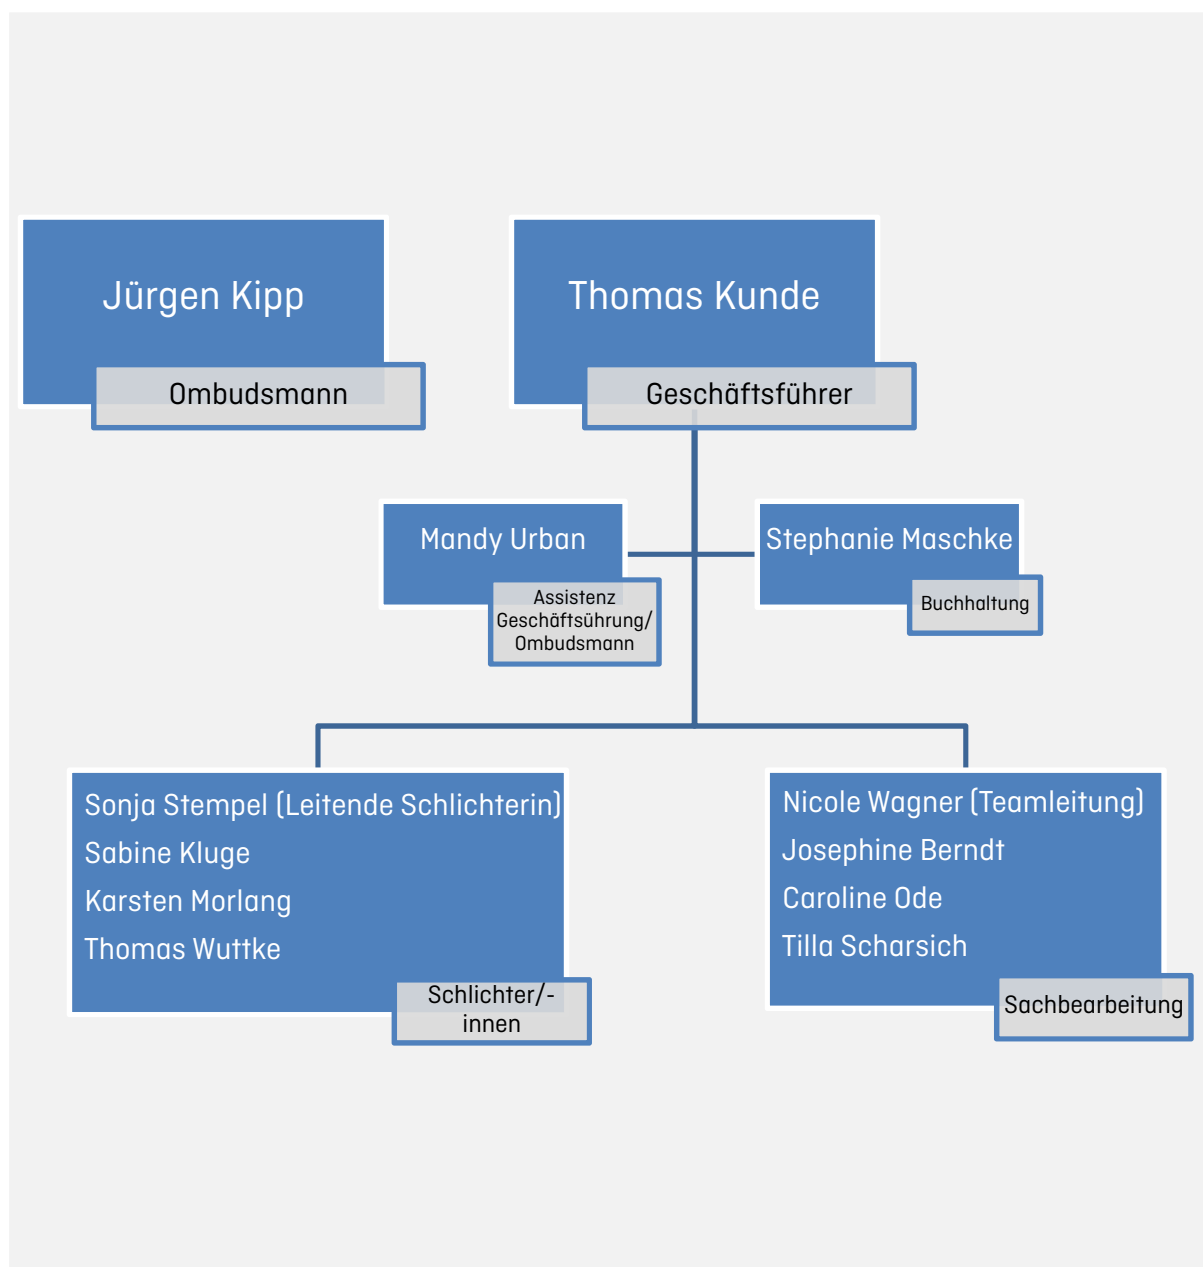 Jürgen Kipp
Ombudsmann
Thomas Kunde
Geschäftsführer
Mandy Urban
Assistenz
Geschäftsührung/
Ombudsmann
Stephanie Maschke
Buchhaltung
Sonja Stempel (Leitende Schlichterin)
Sabine Kluge
Karsten Morlang
Thomas Wuttke
Schlichter/-
innen
Nicole Wagner (Teamleitung)
Josephine Berndt
Caroline Ode
Tilla Scharsich
Sachbearbeitung